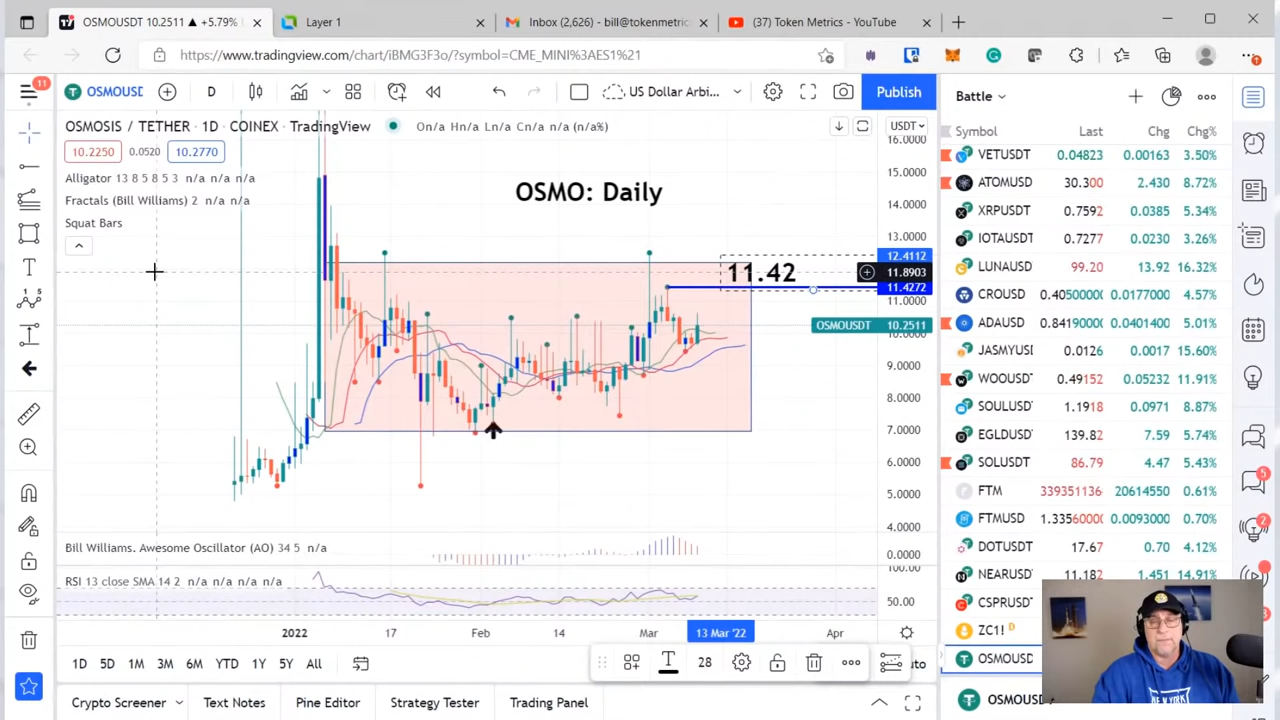 OSMOUSDT 10.2511 ▲ +5.79%
Layer 1
Inbox (2,626) - bill@tokenmetric
(37) Token Metrics - YouTube
https://www.tradingview.com/chart/iBMG3F3o/?symbol=CME_MINI%3AES1%21
11
OSMOUSD
D
US Dollar Arbi...
Publish
Battle
OSMOSIS / TETHER · 1D · COINEX · TradingView
On/a Hn/a Ln/a Cn/a n/a (n/a%)
USDT
10.2250 0.0520 10.2770
Alligator 13 8 5 8 5 3 n/a n/a n/a
Fractals (Bill Williams) 2 n/a n/a
Squat Bars
OSMO: Daily
11.42
16.0000
15.0000
14.0000
13.0000
12.4112
11.8903
11.4272
11.0000
OSMOUSDT 10.2511
10.0000
9.0000
8.0000
7.0000
6.0000
5.0000
4.0000
Bill Williams. Awesome Oscillator (AO) 34 5 n/a
0.0000
RSI 13 close SMA 14 2 n/a n/a n/a n/a
100.00
50.00
2022 17 Feb 14 Mar 13 Mar '22 Apr
1D 5D 1M 3M 6M YTD 1Y 5Y All
28
auto
Crypto Screener Text Notes Pine Editor Strategy Tester Trading Panel
Symbol Last Chg Chg%
VETUSDT 0.04823 0.00163 3.50%
ATOMUSD 30.300 2.430 8.72%
XRPUSDT 0.7592 0.0385 5.34%
IOTAUSDT 0.7277 0.0230 3.26%
LUNAUSD 99.20 13.92 16.32%
CROUSD 0.40500000 0.0177000 4.57%
ADAUSD 0.8419000 0.0401400 5.01%
JASMYUS 0.0126 0.0017 15.60%
WOOUSDT 0.49152 0.05232 11.91%
SOULUSD 1.1918 0.0971 8.87%
EGLDUSD 139.82 7.59 5.74%
SOLUSDT 86.79 4.47 5.43%
FTM 339351136 20614550 0.61%
FTMUSD 1.3356000 0.0093000 0.70%
DOTUSDT 17.67 0.70 4.12%
NEARUSD 11.182 1.451 14.91%
CSPRUSD
ZC1! D
OSMOUSD
OSMOUS
5
2